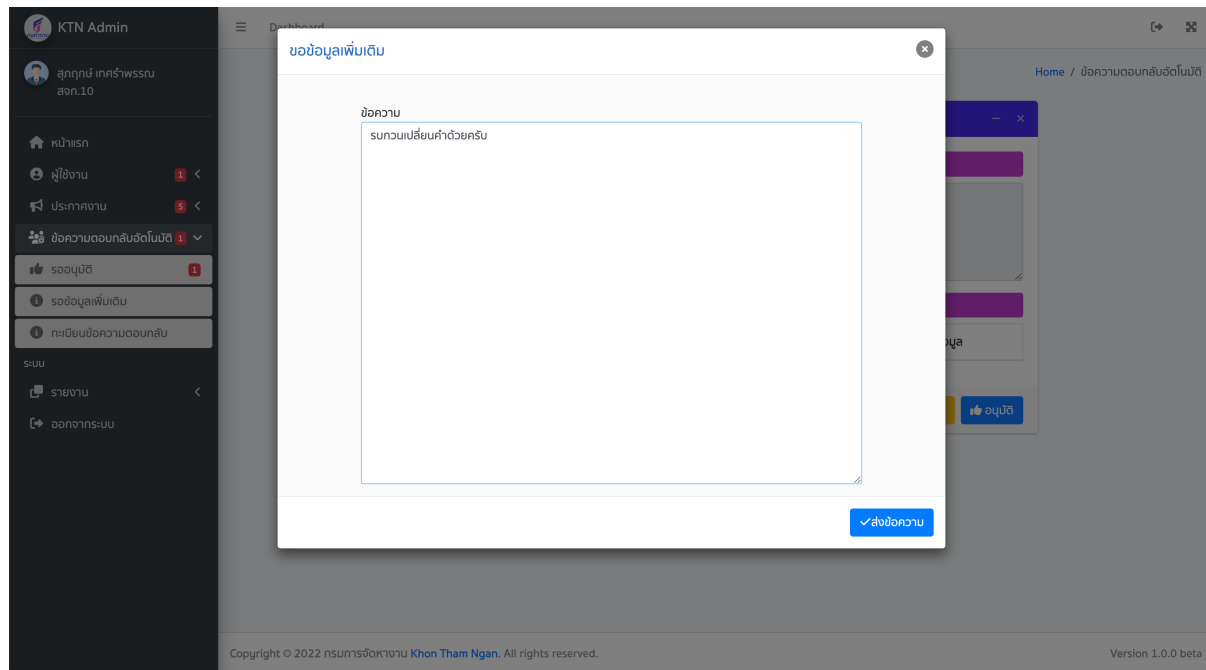 KTN Admin
Dashboard
ขอข้อมูลเพิ่มเติม
สุภฤกษ์ เทศรำพรรณ
สจก.10
Home / ข้อความตอบกลับอัตโนมัติ
ข้อความ
รบกวนเปลี่ยนคำด้วยครับ
หน้าแรก
ผู้ใช้งาน 1
ประกาศงาน 5
ข้อความตอบกลับอัตโนมัติ 1
รออนุมัติ 1
รอข้อมูลเพิ่มเติม
ทะเบียนข้อความตอบกลับ
ระบบ
รายงาน
ออกจากระบบ
อนุมัติ
ส่งข้อความ
Copyright © 2022 กรมการจัดหางาน Khon Tham Ngan. All rights reserved.
Version 1.0.0 beta